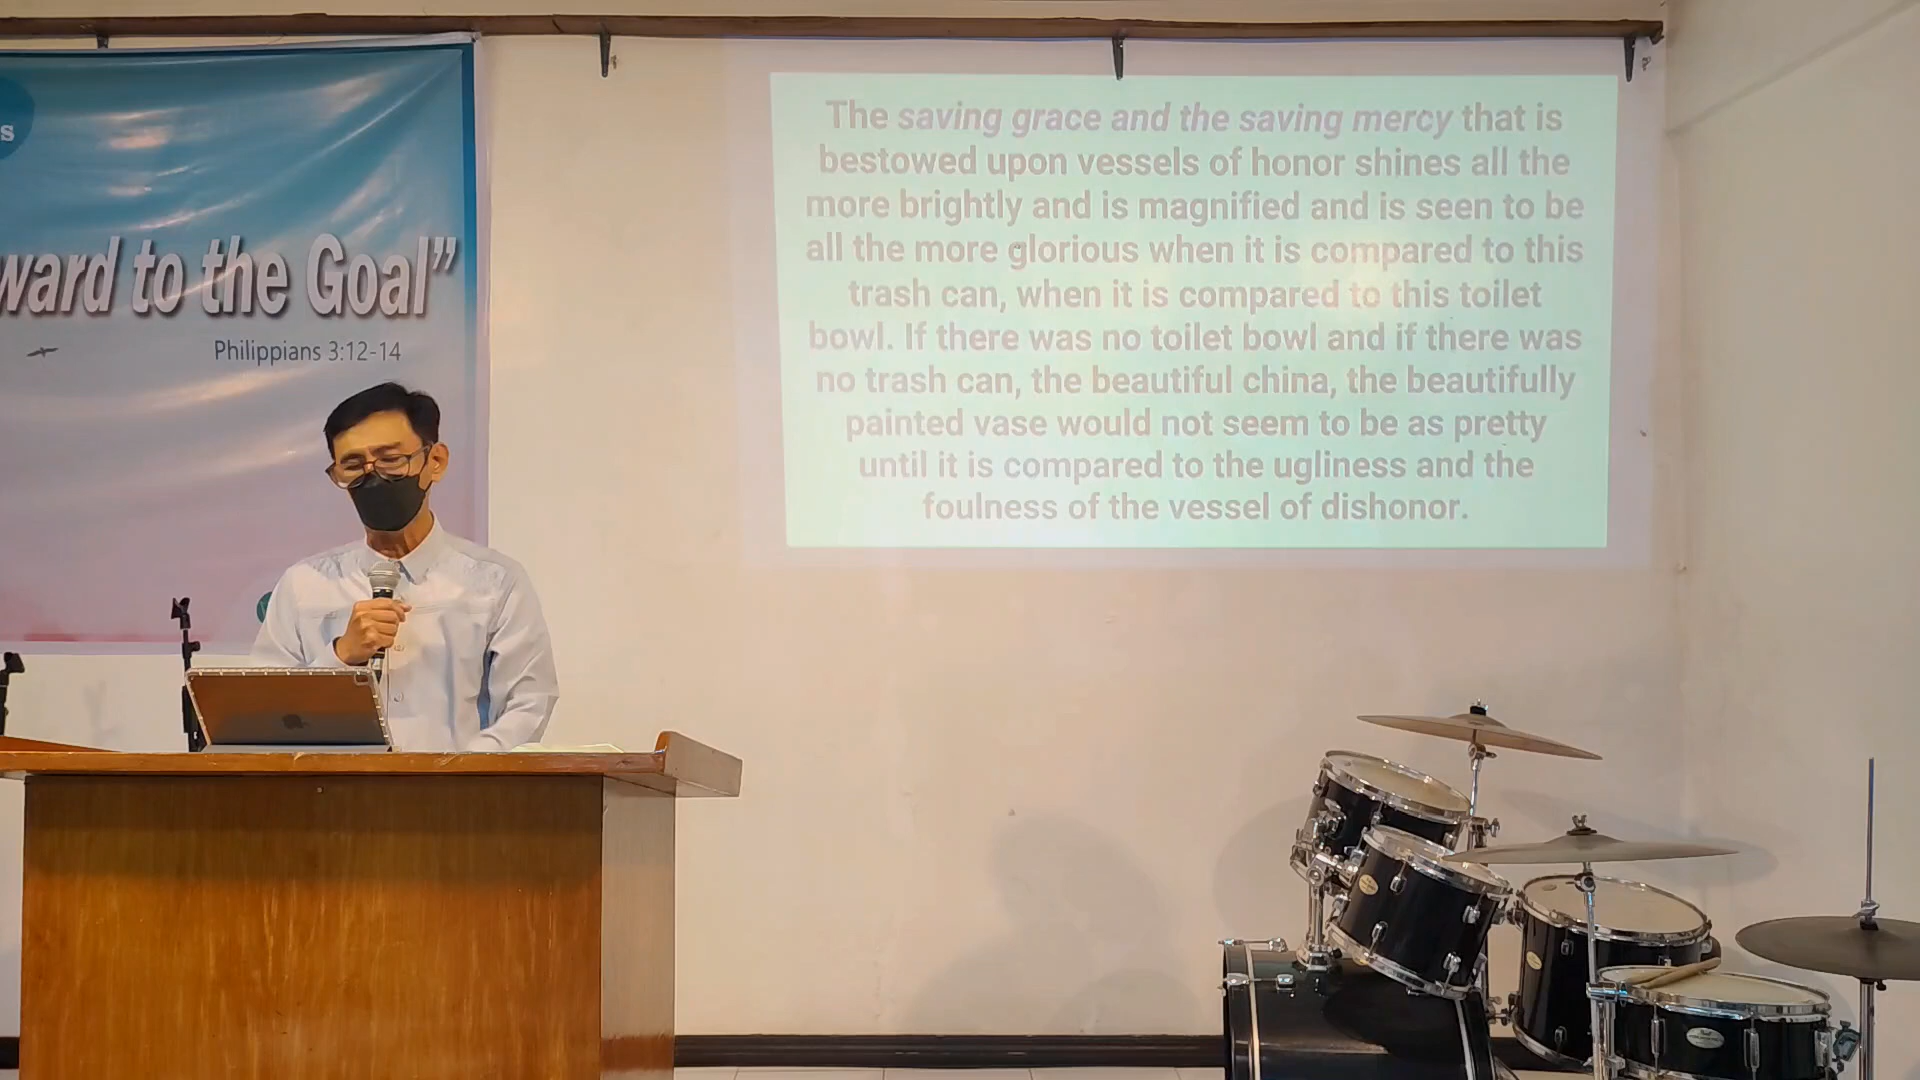 s
ward to the Goal”
Philippians 3:12-14
The saving grace and the saving mercy that is
bestowed upon vessels of honor shines all the
more brightly and is magnified and is seen to be
all the more glorious when it is compared to this
trash can, when it is compared to this toilet
bowl. If there was no toilet bowl and if there was
no trash can, the beautiful china, the beautifully
painted vase would not seem to be as pretty
until it is compared to the ugliness and the
foulness of the vessel of dishonor.